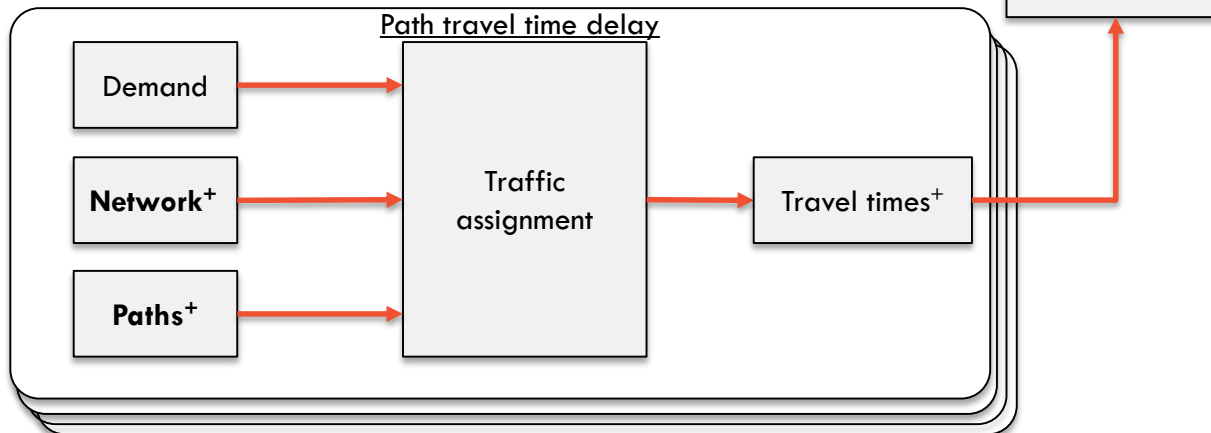 Path travel time delay
Demand
Network⁺
Paths⁺
Traffic
assignment
Travel times⁺